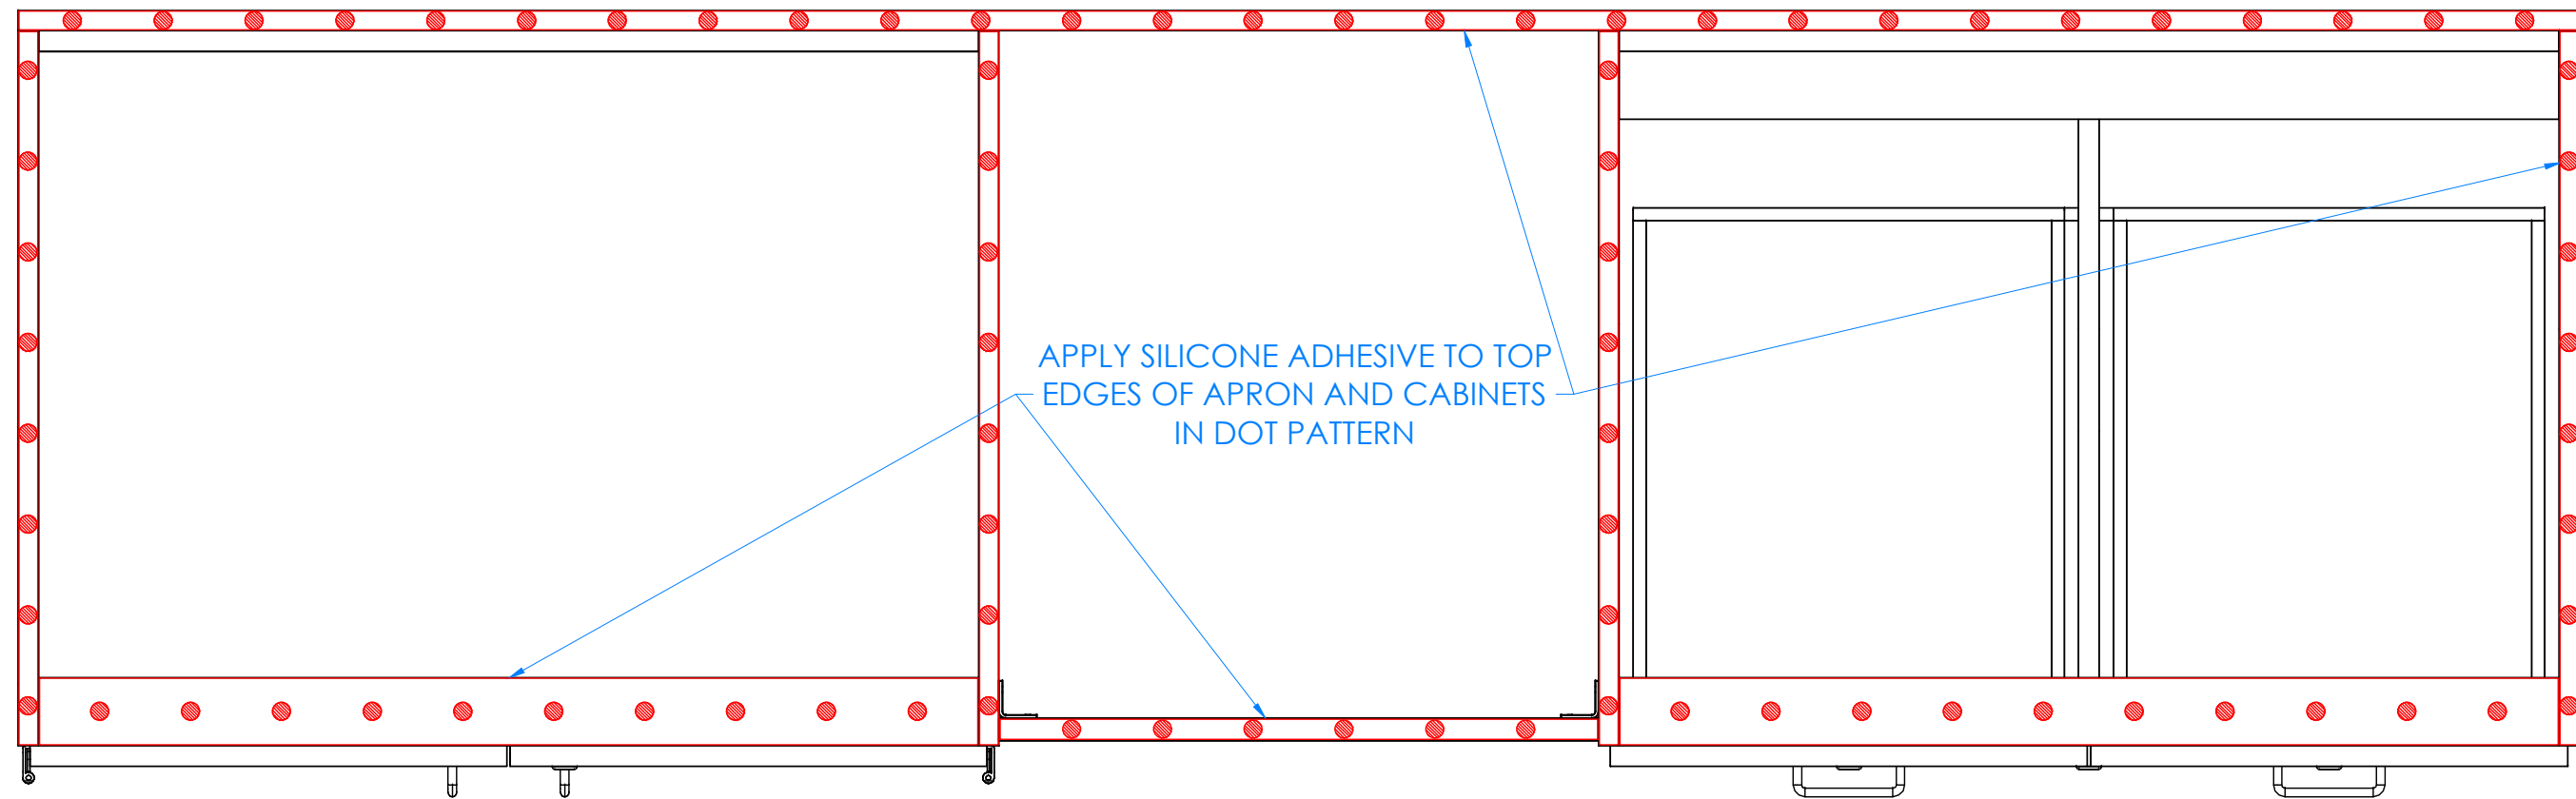 APPLY SILICONE ADHESIVE TO TOP
EDGES OF APRON AND CABINETS
IN DOT PATTERN